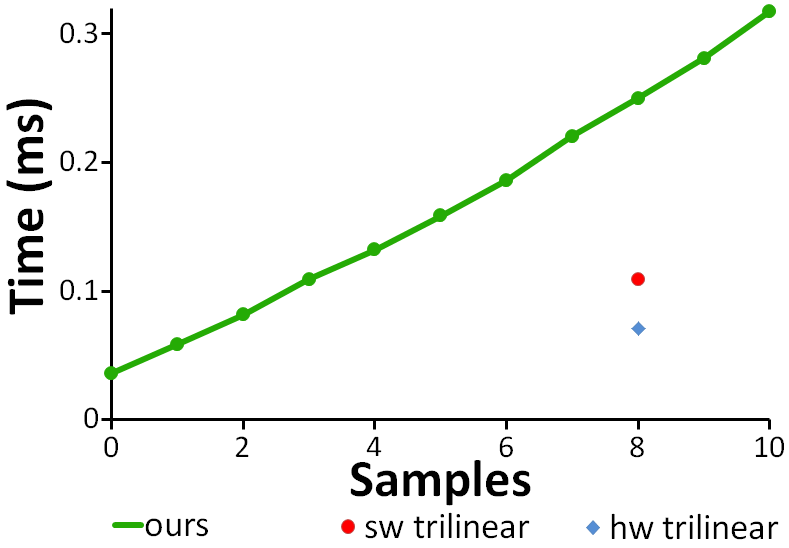 Time (ms)
0.3
0.2
0.1
0
0 2 4 6 8 10
Samples
ours sw trilinear hw trilinear